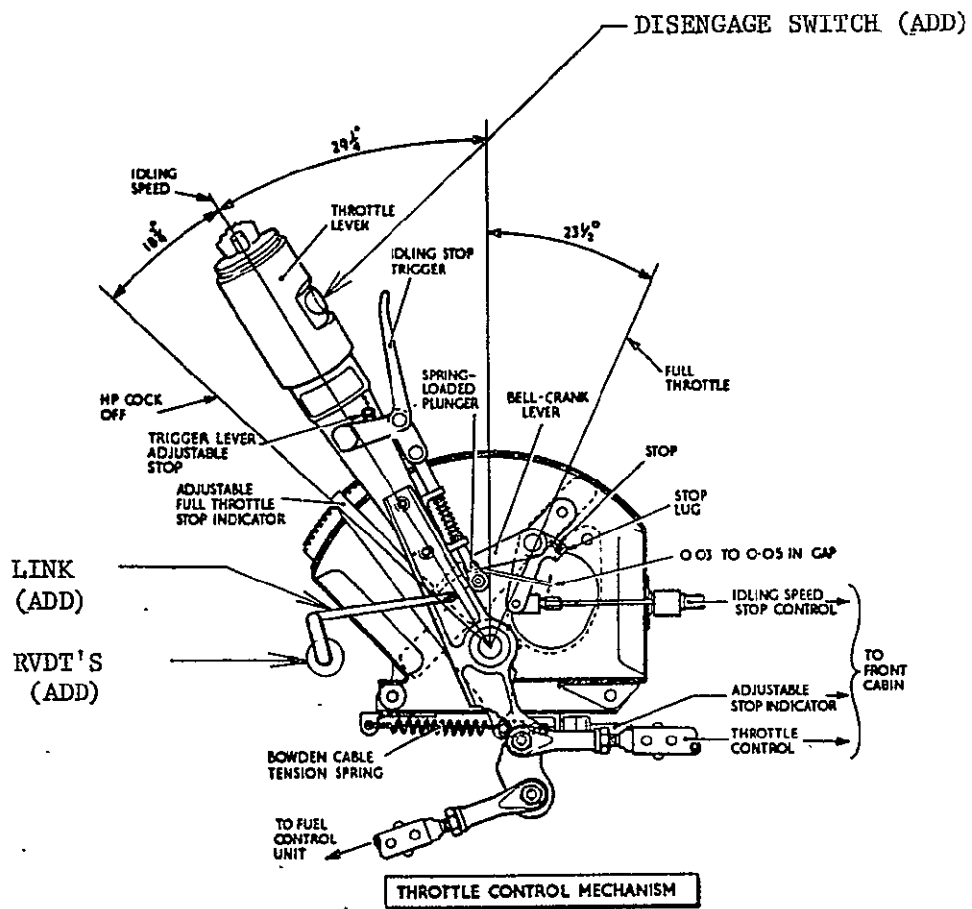 DISENGAGE SWITCH (ADD)
29¼°
IDLING
SPEED
THROTTLE
LEVER
23½°
IDLING STOP
TRIGGER
FULL
THROTTLE
SPRING-
LOADED
PLUNGER
BELL-CRANK
LEVER
HP COCK
OFF
TRIGGER LEVER
ADJUSTABLE
STOP
STOP
ADJUSTABLE
FULL THROTTLE
STOP INDICATOR
STOP
LUG
0·03 TO 0·05 IN GAP
LINK
(ADD)
IDLING SPEED
STOP CONTROL
RVDT'S
(ADD)
TO
FRONT
CABIN
ADJUSTABLE
STOP INDICATOR
THROTTLE
CONTROL
BOWDEN CABLE
TENSION SPRING
TO FUEL
CONTROL
UNIT
THROTTLE CONTROL MECHANISM